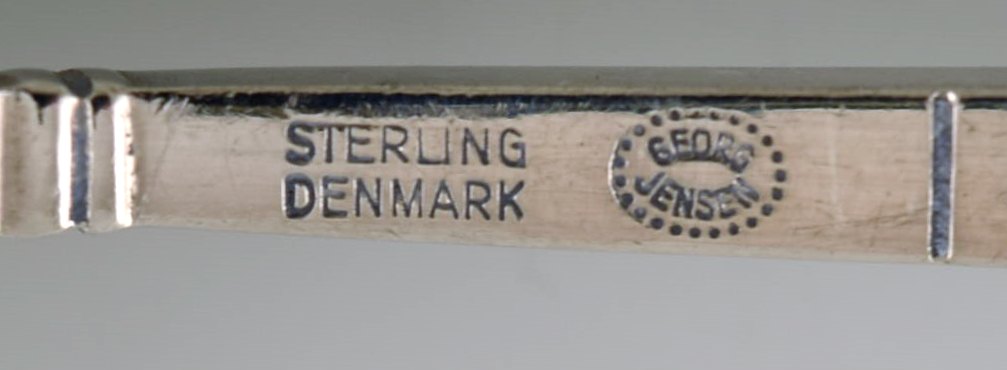 STERLING
DENMARK
GEORG
JENSEN